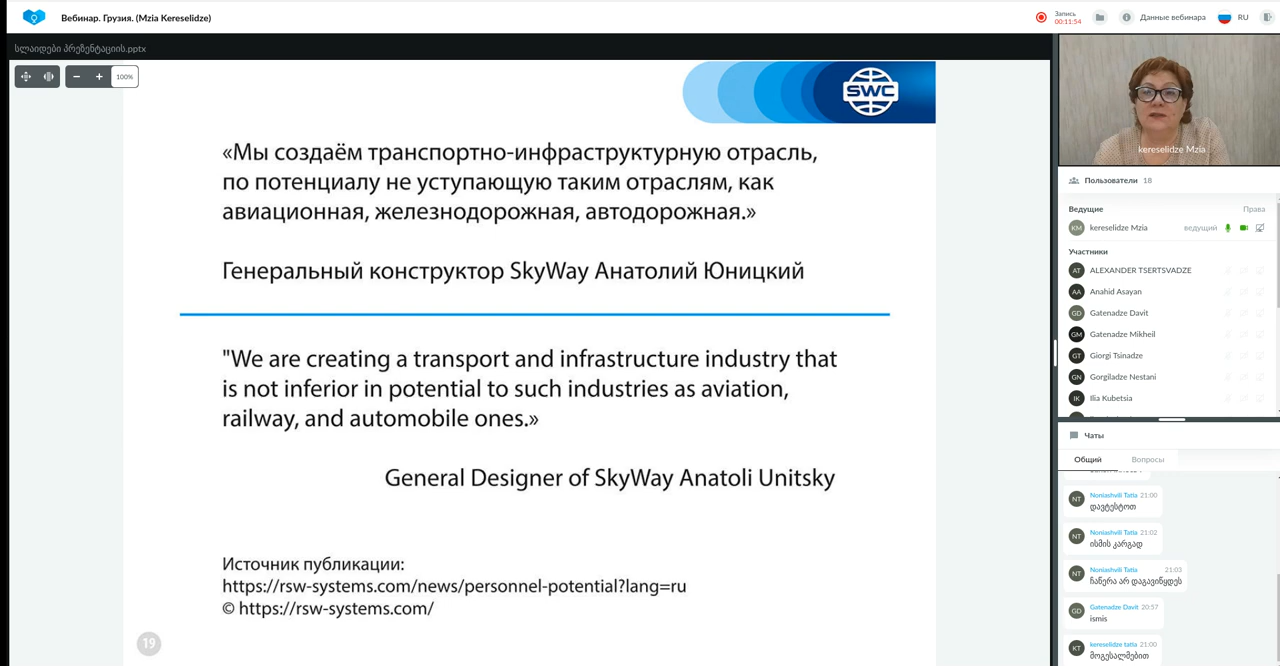 Вебинар. Грузия. (Mzia Kereselidze)
Запись
00:11:54
Данные вебинара
RU
სლაიდები პრეზენტაციის.pptx
100%
SWC
«Мы создаём транспортно-инфраструктурную отрасль,
по потенциалу не уступающую таким отраслям, как
авиационная, железнодорожная, автодорожная.»
Генеральный конструктор SkyWay Анатолий Юницкий
"We are creating a transport and infrastructure industry that
is not inferior in potential to such industries as aviation,
railway, and automobile ones.»
General Designer of SkyWay Anatoli Unitsky
Источник публикации:
https://rsw-systems.com/news/personnel-potential?lang=ru
© https://rsw-systems.com/
19
kereselidze Mzia
Пользователи 18
Ведущие Права
KM kereselidze Mzia ведущий
Участники
AT ALEXANDER TSERTSVADZE
AA Anahid Asayan
GD Gatenadze Davit
GM Gatenadze Mikheil
GT Giorgi Tsinadze
GN Gorgiladze Nestani
IK Ilia Kubetsia
Чаты
Общий Вопросы
NT Noniashvili Tatia 21:00
დავტესტოთ
NT Noniashvili Tatia 21:02
ისმის კარგად
NT Noniashvili Tatia 21:03
ჩანერა არ დაგავიწყდეს
GD Gatenadze Davit 20:57
ismis
KT kereselidze tatia 21:00
მოგესალმებით